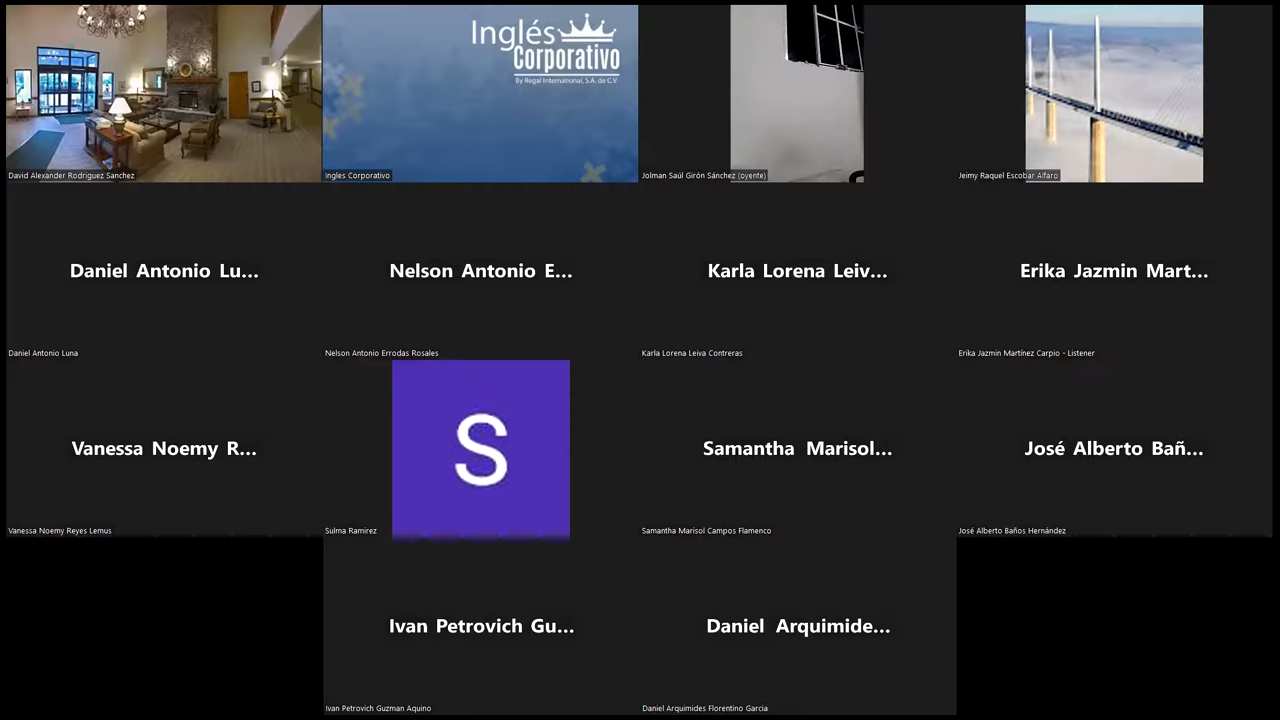 Inglés
Corporativo
By Regal International, S.A. de C.V.
David Alexander Rodriguez Sanchez
Ingles Corporativo
Jolman Saúl Girón Sánchez (oyente)
Jeimy Raquel Escobar Alfaro
Daniel Antonio Lu...
Nelson Antonio E...
Karla Lorena Leiv...
Erika Jazmin Mart...
Daniel Antonio Luna
Nelson Antonio Errodas Rosales
Karla Lorena Leiva Contreras
Erika Jazmin Martínez Carpio - Listener
Vanessa Noemy R...
S
Samantha Marisol...
José Alberto Bañ...
Vanessa Noemy Reyes Lemus
Sulma Ramirez
Samantha Marisol Campos Flamenco
José Alberto Baños Hernández
Ivan Petrovich Gu...
Daniel Arquimide...
Ivan Petrovich Guzman Aquino
Daniel Arquimides Florentino Garcia